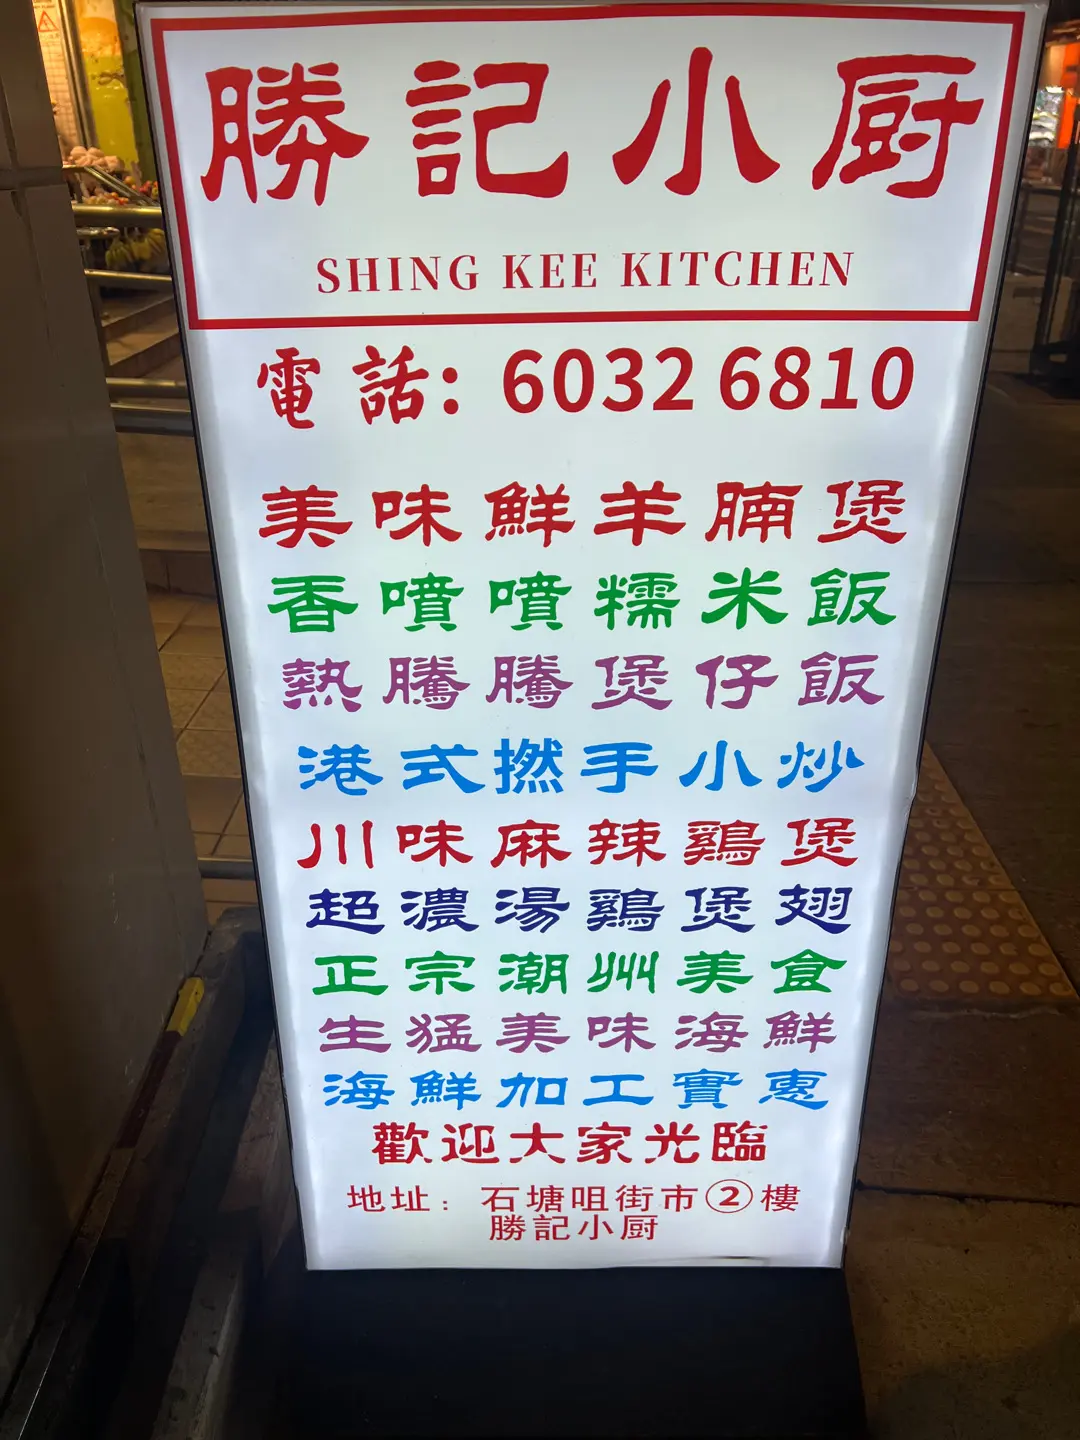 勝記小厨
SHING KEE KITCHEN
電話: 6032 6810
美味鮮羊腩煲
香噴噴糯米飯
熱騰騰煲仔飯
港式撚手小炒
川味麻辣鷄煲
超濃湯鷄煲翅
正宗潮州美食
生猛美味海鮮
海鮮加工實惠
歡迎大家光臨
地址：石塘咀街市②樓
勝記小厨